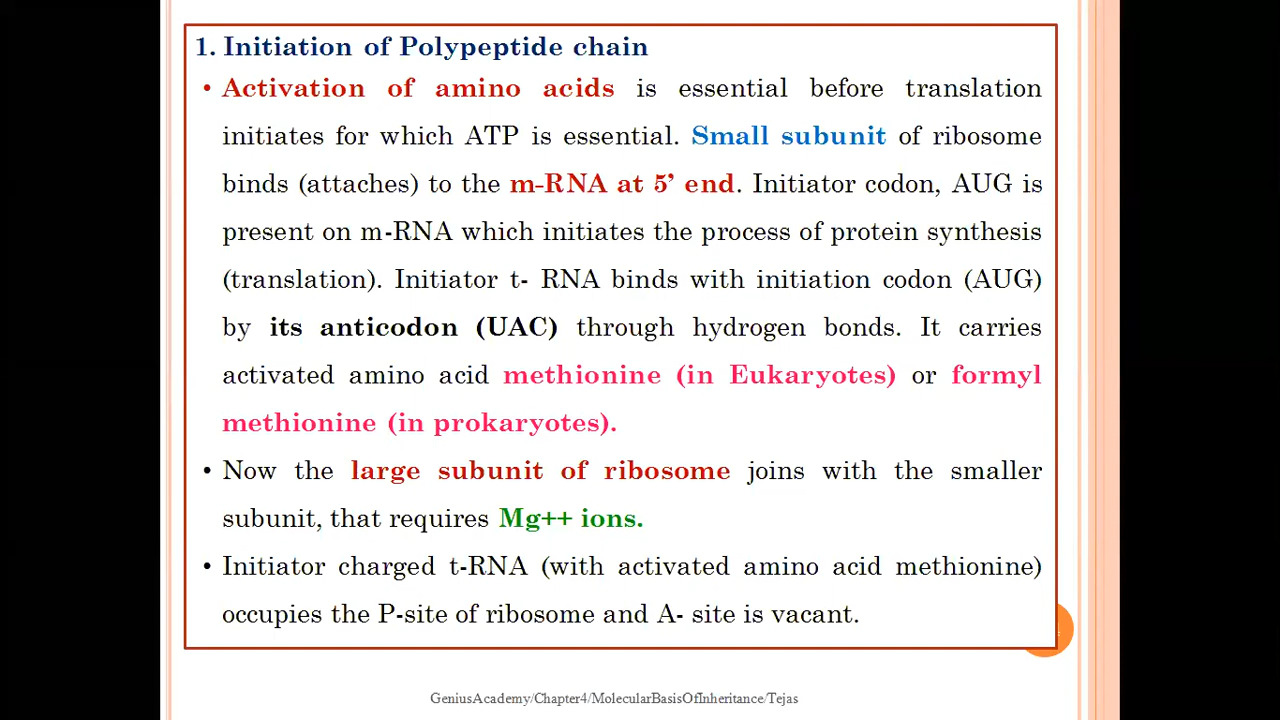 1. Initiation of Polypeptide chain
• Activation of amino acids is essential before translation
initiates for which ATP is essential. Small subunit of ribosome
binds (attaches) to the m-RNA at 5’ end. Initiator codon, AUG is
present on m-RNA which initiates the process of protein synthesis
(translation). Initiator t- RNA binds with initiation codon (AUG)
by its anticodon (UAC) through hydrogen bonds. It carries
activated amino acid methionine (in Eukaryotes) or formyl
methionine (in prokaryotes).
• Now the large subunit of ribosome joins with the smaller
subunit, that requires Mg++ ions.
• Initiator charged t-RNA (with activated amino acid methionine)
occupies the P-site of ribosome and A- site is vacant.
GeniusAcademy/Chapter4/MolecularBasisOfInheritance/Tejas